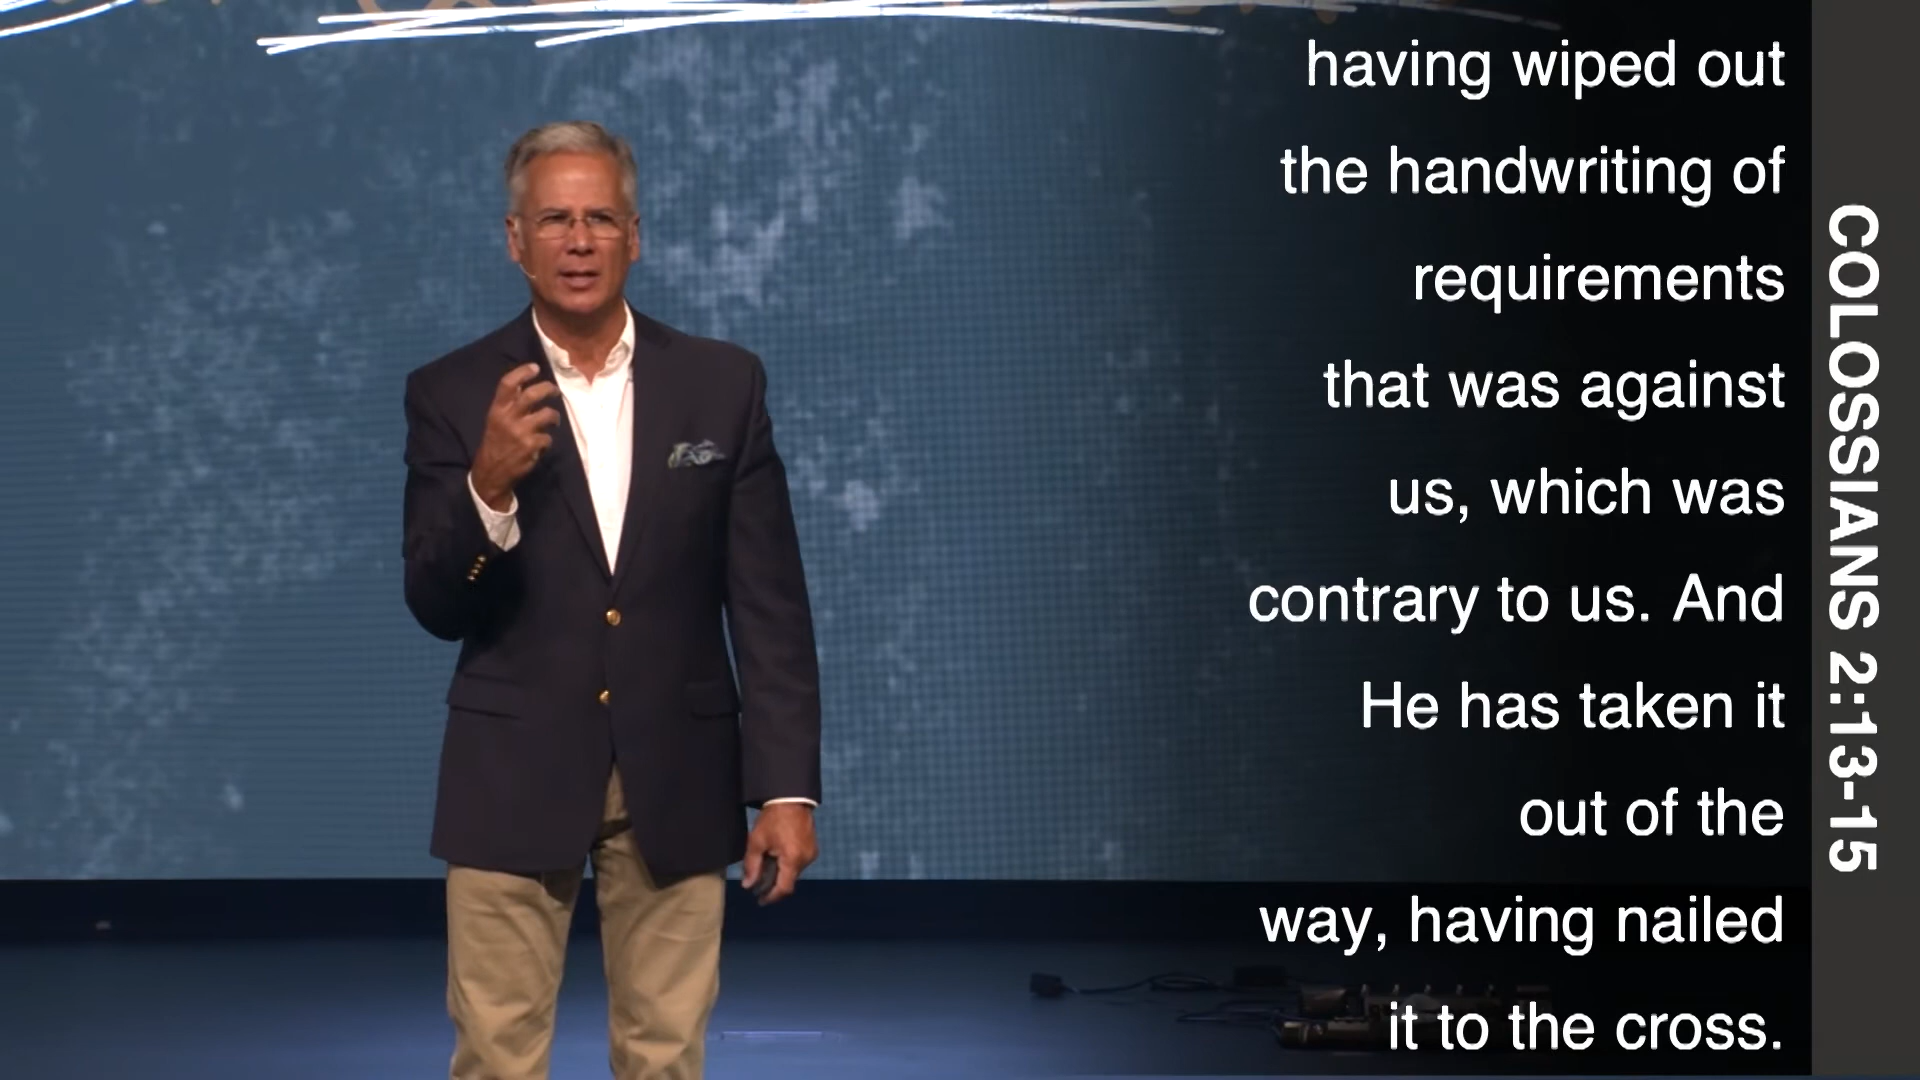 having wiped out
the handwriting of
requirements
that was against
us, which was
contrary to us. And
He has taken it
out of the
way, having nailed
it to the cross.
COLOSSIANS 2:13-15